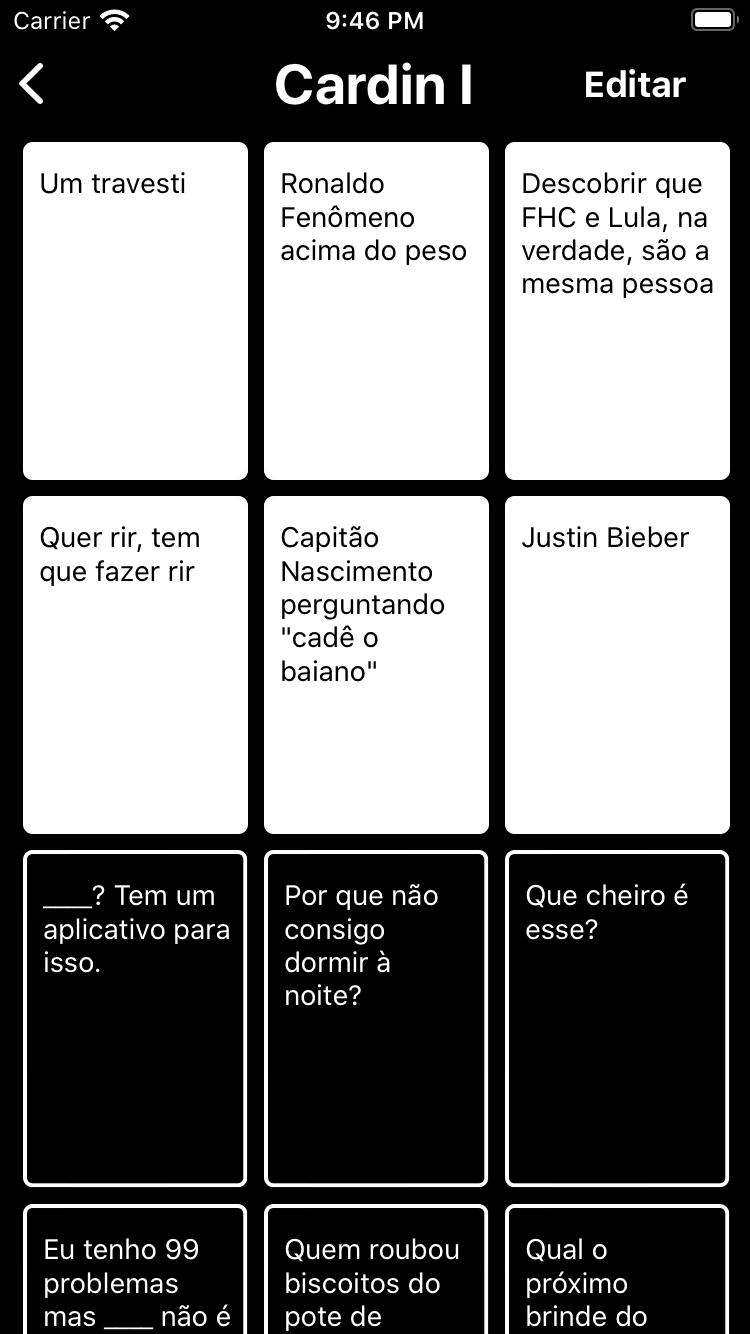 Carrier
9:46 PM
Cardin I
Editar
Um travesti
Ronaldo
Fenômeno
acima do peso
Descobrir que
FHC e Lula, na
verdade, são a
mesma pessoa
Quer rir, tem
que fazer rir
Capitão
Nascimento
perguntando
"cadê o
baiano"
Justin Bieber
____? Tem um
aplicativo para
isso.
Por que não
consigo
dormir à
noite?
Que cheiro é
esse?
Eu tenho 99
problemas
mas ____ não é
Quem roubou
biscoitos do
pote de
Qual o
próximo
brinde do